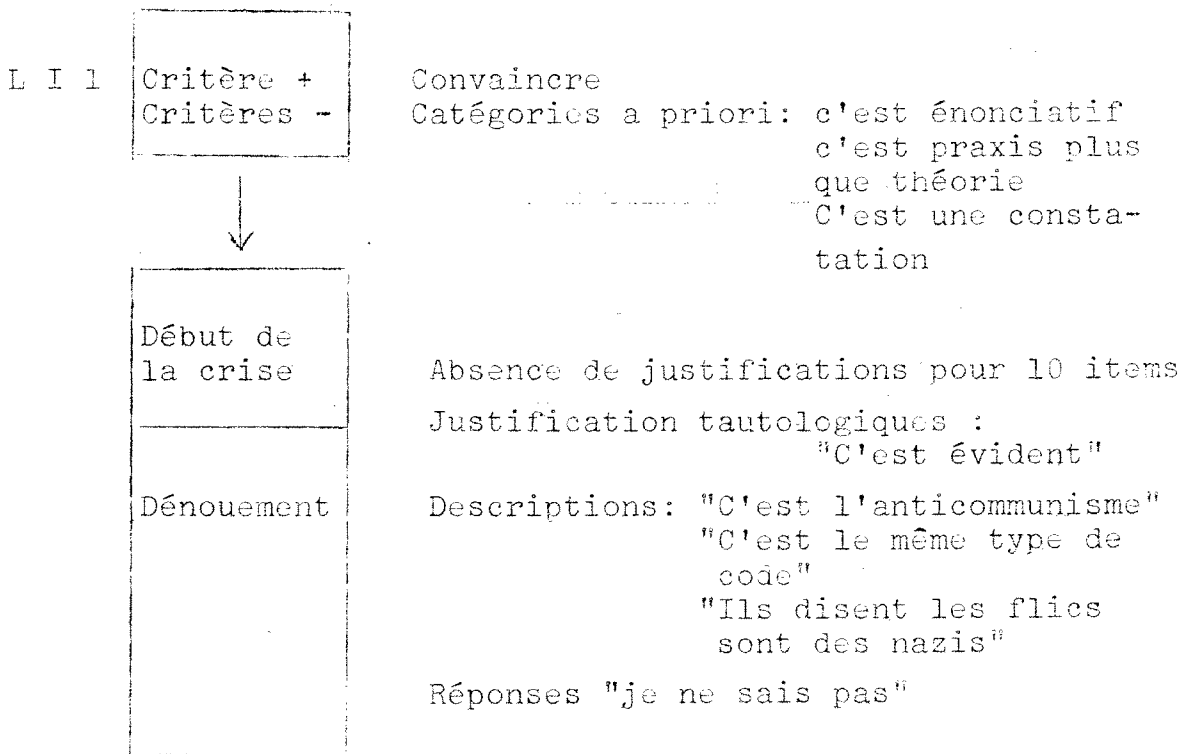 L I 1 Critère + Convaincre
Critères - Catégories a priori: c'est énonciatif
c'est praxis plus
que théorie
C'est une consta-
tation
Début de
la crise Absence de justifications pour 10 items
Justification tautologiques :
"C'est évident"
Dénouement Descriptions: "C'est l'anticommunisme"
"C'est le même type de
code"
"Ils disent les flics
sont des nazis"
Réponses "je ne sais pas"